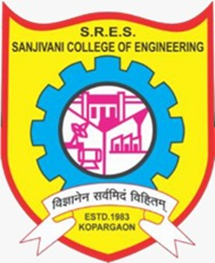 S.R.E.S.
SANJIVANI COLLEGE OF ENGINEERING
विज्ञानेन सर्वमिदं विहितम्
ESTD.1983
KOPARGAON